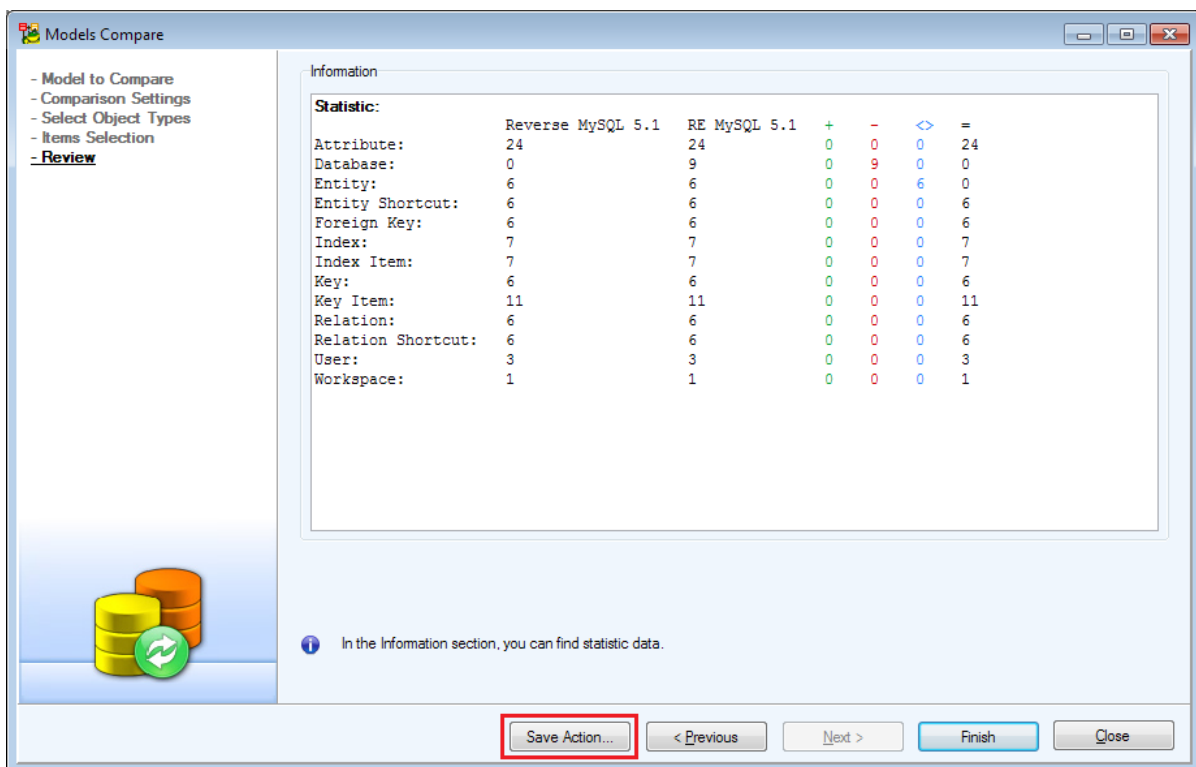 Models Compare
- Model to Compare
- Comparison Settings
- Select Object Types
- Items Selection
- Review
Information
Statistic:
Reverse MySQL 5.1 RE MySQL 5.1 + - <> =
Attribute: 24 24 0 0 0 24
Database: 0 9 0 9 0 0
Entity: 6 6 0 0 6 0
Entity Shortcut: 6 6 0 0 0 6
Foreign Key: 6 6 0 0 0 6
Index: 7 7 0 0 0 7
Index Item: 7 7 0 0 0 7
Key: 6 6 0 0 0 6
Key Item: 11 11 0 0 0 11
Relation: 6 6 0 0 0 6
Relation Shortcut: 6 6 0 0 0 6
User: 3 3 0 0 0 3
Workspace: 1 1 0 0 0 1
In the Information section, you can find statistic data.
Save Action... < Previous Next > Finish Close